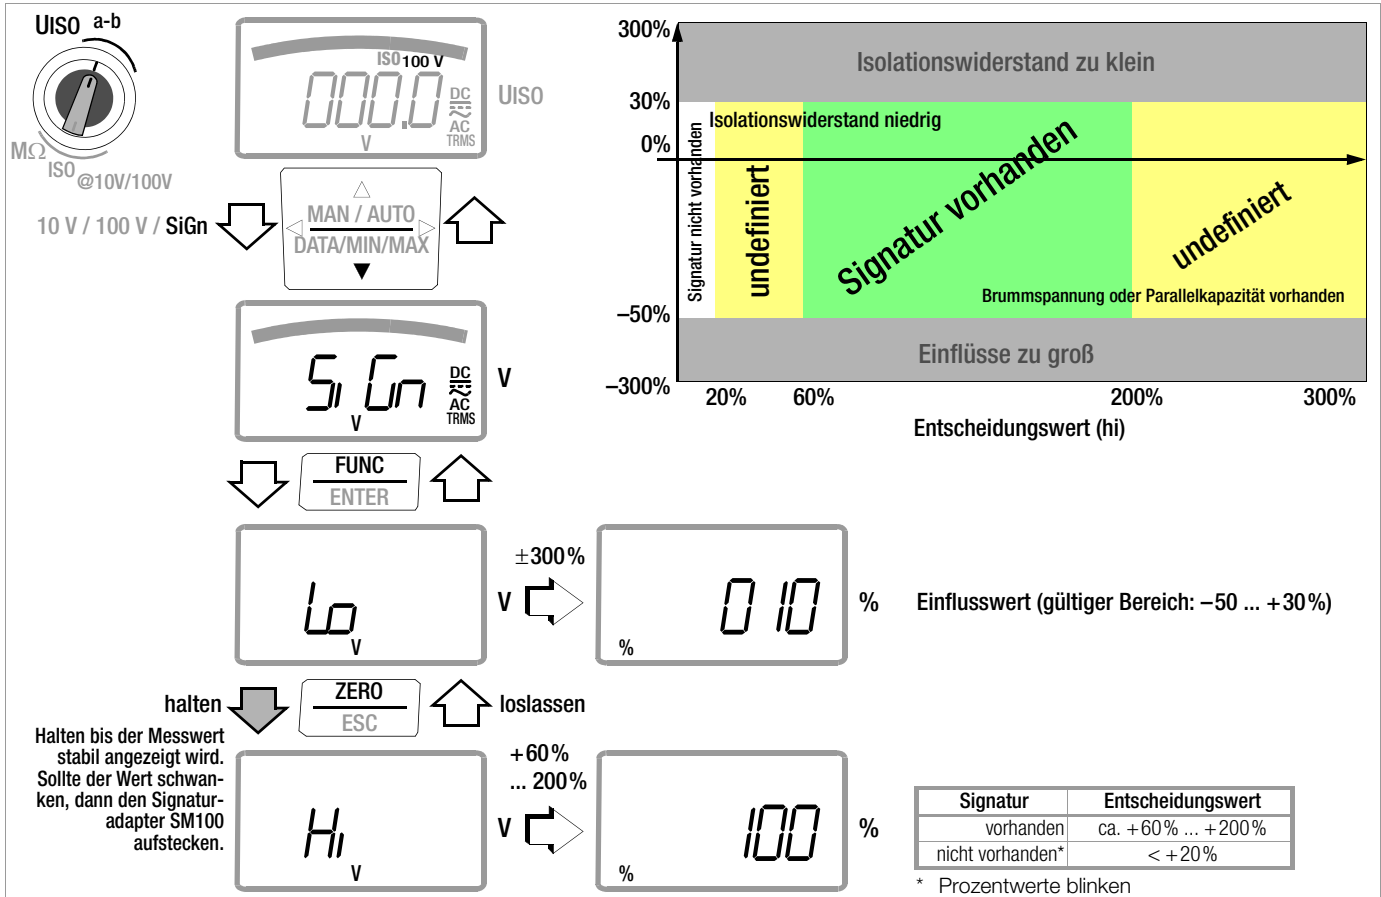 UISO a-b
MΩ
ISO @10V/100V
10 V / 100 V / SiGn
ISO 100 V
000.0
V
DC
AC
TRMS
UISO
MAN / AUTO
DATA/MIN/MAX
SiGn
V
DC
AC
TRMS
V
FUNC
ENTER
Lo
V
V
±300%
010
%
%
Einflusswert (gültiger Bereich: –50 ... +30%)
halten
ZERO
ESC
loslassen
Halten bis der Messwert
stabil angezeigt wird.
Sollte der Wert schwan-
ken, dann den Signatur-
adapter SM100
aufstecken.
Hi
V
+60%
... 200%
V
100
%
%
300%
30%
0%
–50%
–300%
Isolationswiderstand zu klein
Isolationswiderstand niedrig
Signatur nicht vorhanden
undefiniert
Signatur vorhanden
undefiniert
Brummspannung oder Parallelkapazität vorhanden
Einflüsse zu groß
20% 60% 200% 300%
Entscheidungswert (hi)
Signatur Entscheidungswert
vorhanden ca. +60% ... +200%
nicht vorhanden* < +20%
* Prozentwerte blinken